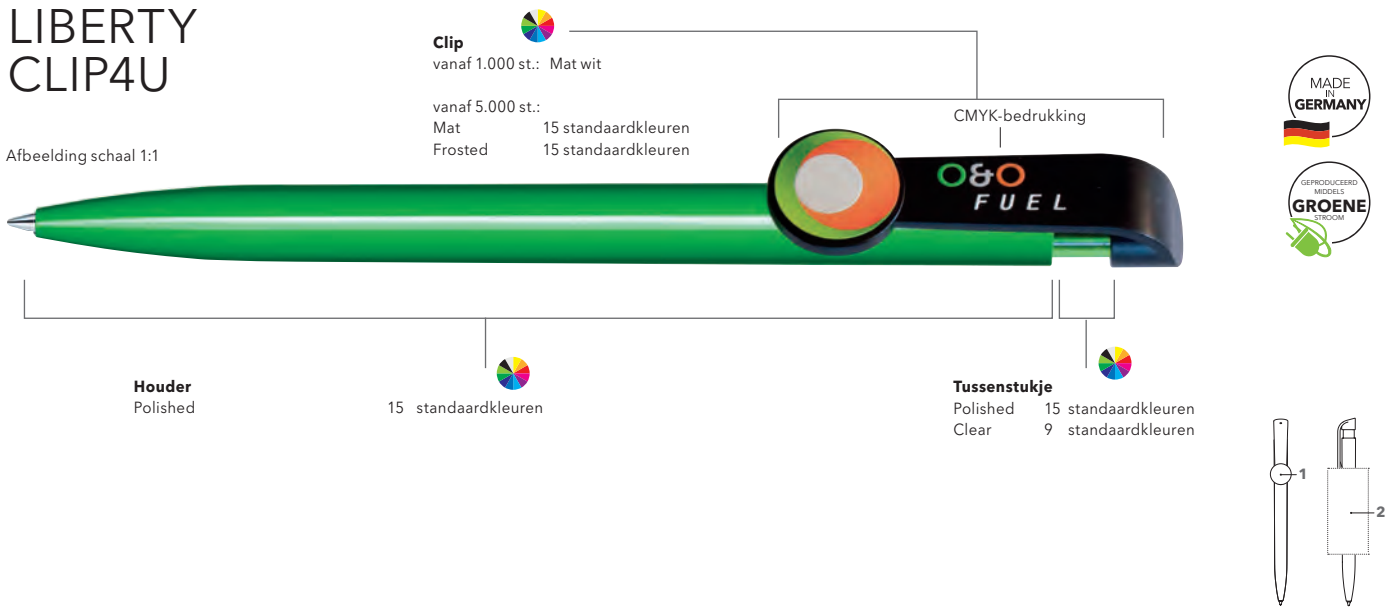 LIBERTY
CLIP4U
Afbeelding schaal 1:1
Clip
vanaf 1.000 st.: Mat wit
vanaf 5.000 st.:
Mat 15 standaardkleuren
Frosted 15 standaardkleuren
CMYK-bedrukking
O&O
FUEL
MADE
IN
GERMANY
GEPRODUCEERD
MIDDELS
GROENE
STROOM
Houder
Polished 15 standaardkleuren
Tussenstukje
Polished 15 standaardkleuren
Clear 9 standaardkleuren
1
2